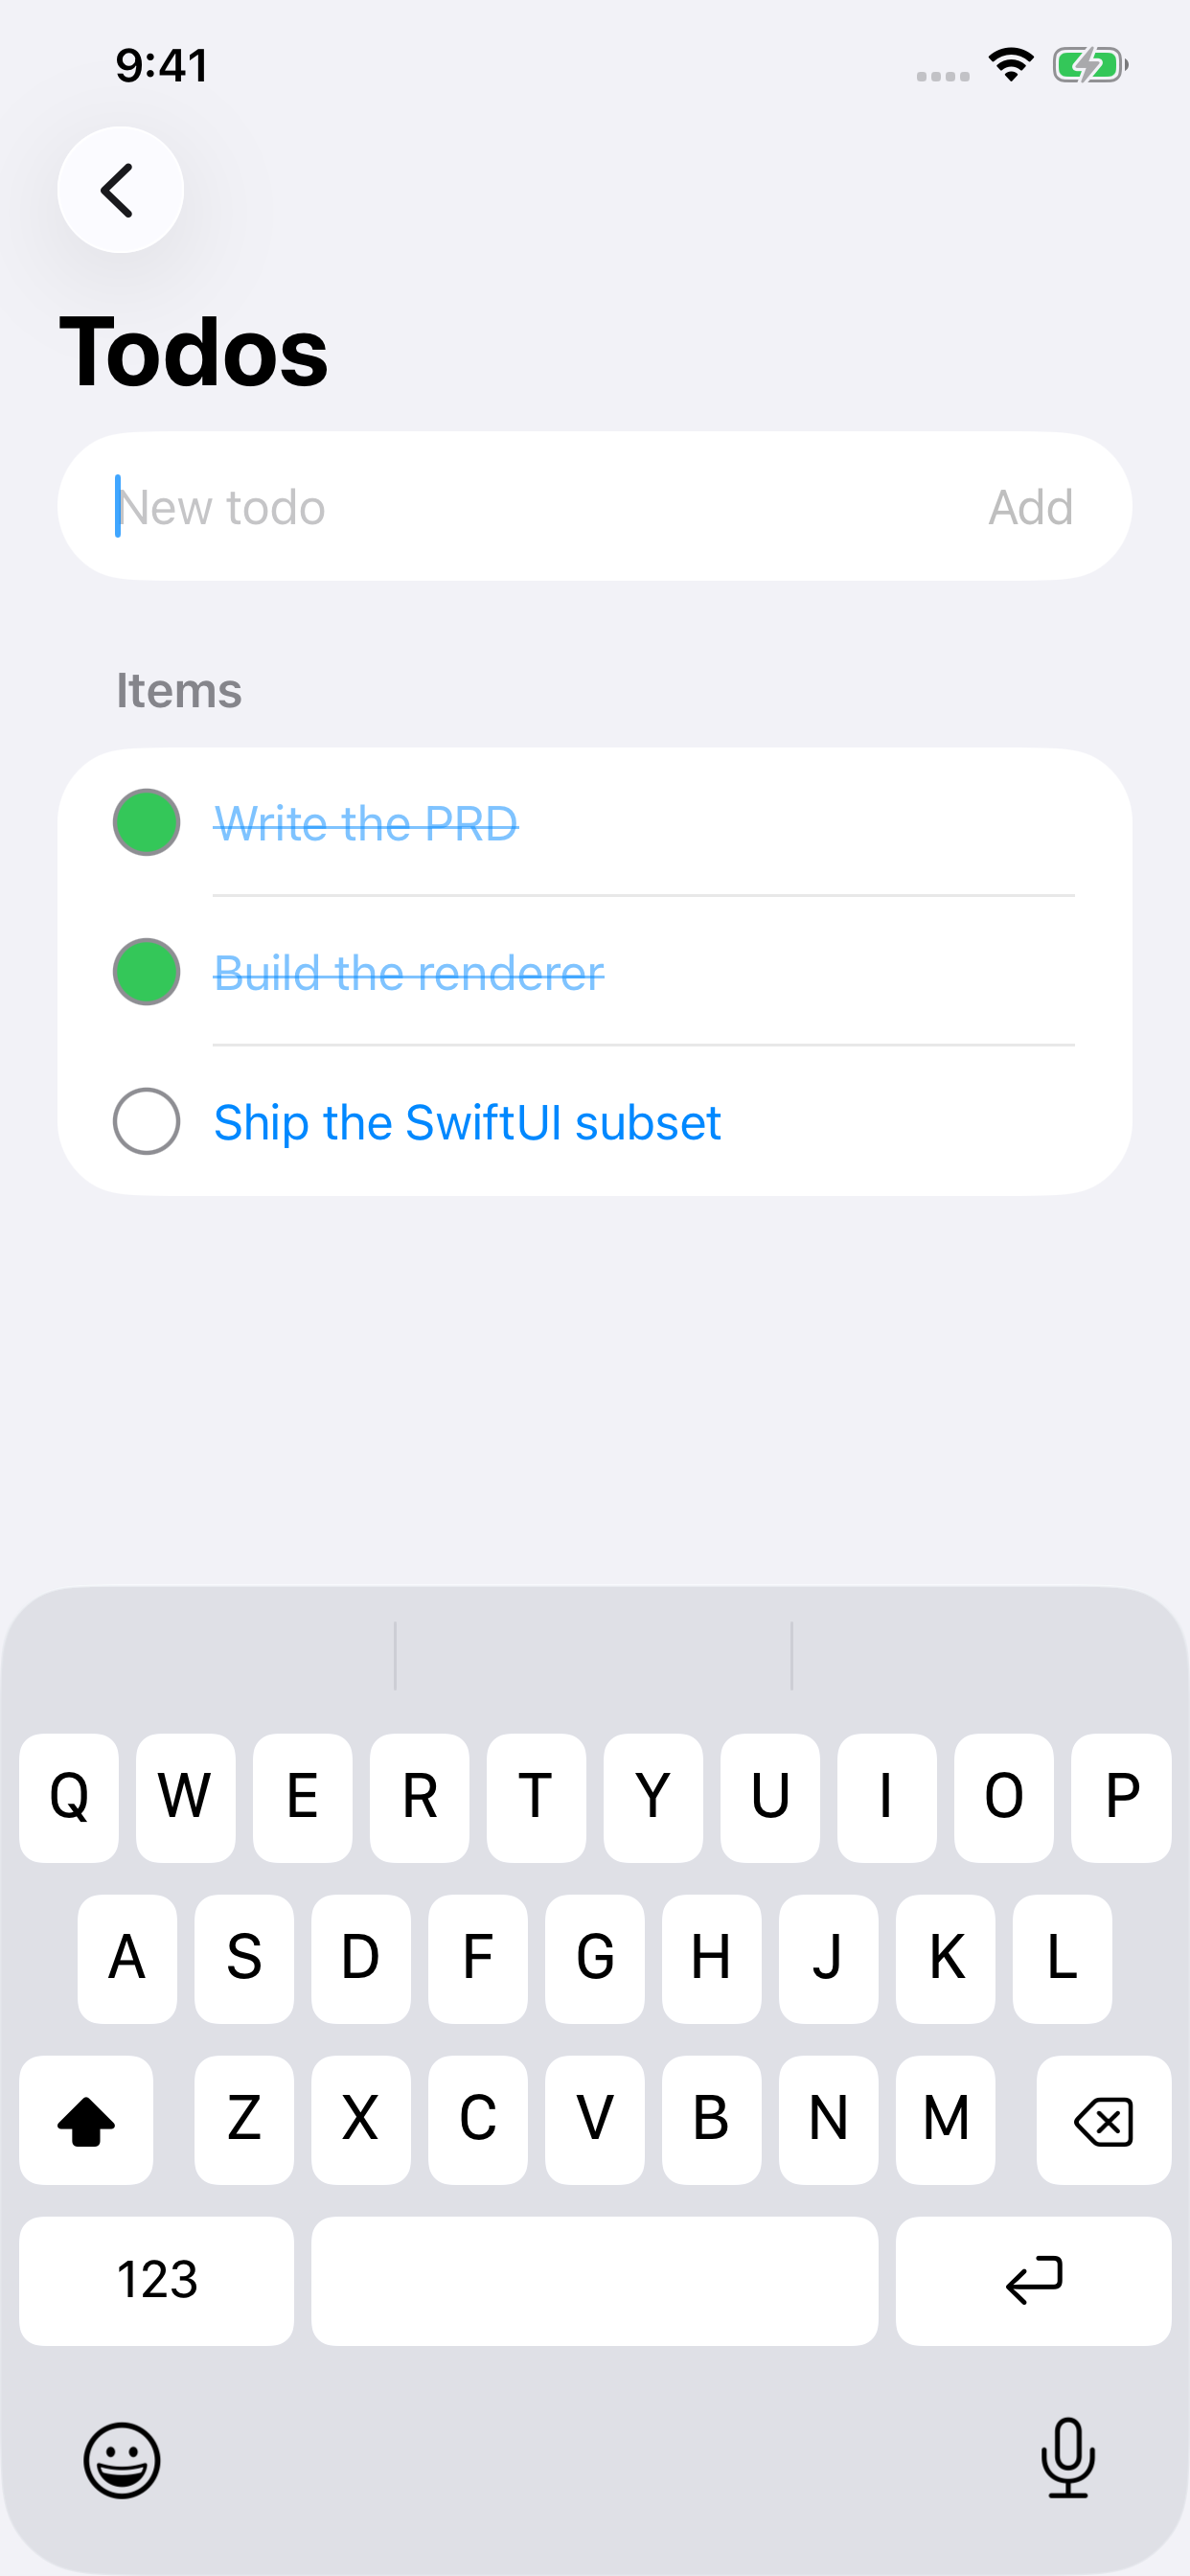 9:41
Todos
New todo Add
Items
Write the PRD
Build the renderer
Ship the SwiftUI subset
Q W E R T Y U I O P
A S D F G H J K L
Z X C V B N M
123